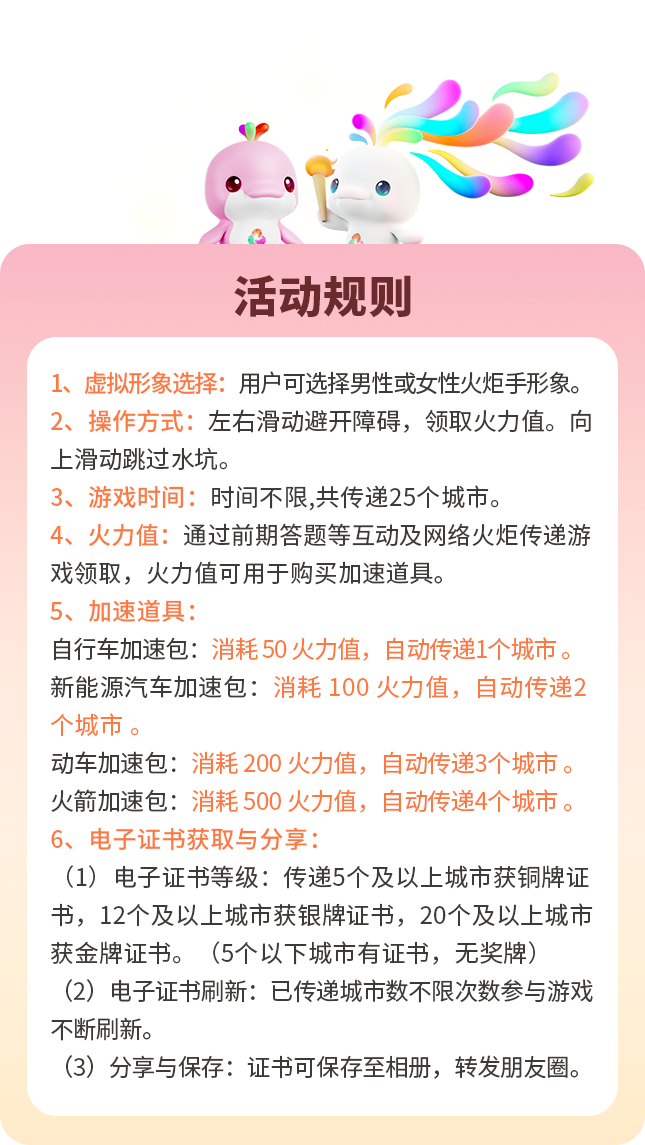 活动规则
1、虚拟形象选择：用户可选择男性或女性火炬手形象。
2、操作方式：左右滑动避开障碍，领取火力值。向
上滑动跳过水坑。
3、游戏时间：时间不限,共传递25个城市。
4、火力值：通过前期答题等互动及网络火炬传递游
戏领取，火力值可用于购买加速道具。
5、加速道具：
自行车加速包：消耗 50 火力值，自动传递1个城市 。
新能源汽车加速包：消耗 100 火力值，自动传递2
个城市 。
动车加速包：消耗 200 火力值，自动传递3个城市 。
火箭加速包：消耗 500 火力值，自动传递4个城市 。
6、电子证书获取与分享：
（1）电子证书等级：传递5个及以上城市获铜牌证
书，12个及以上城市获银牌证书，20个及以上城市
获金牌证书。（5个以下城市有证书，无奖牌）
（2）电子证书刷新：已传递城市数不限次数参与游戏
不断刷新。
（3）分享与保存：证书可保存至相册，转发朋友圈。